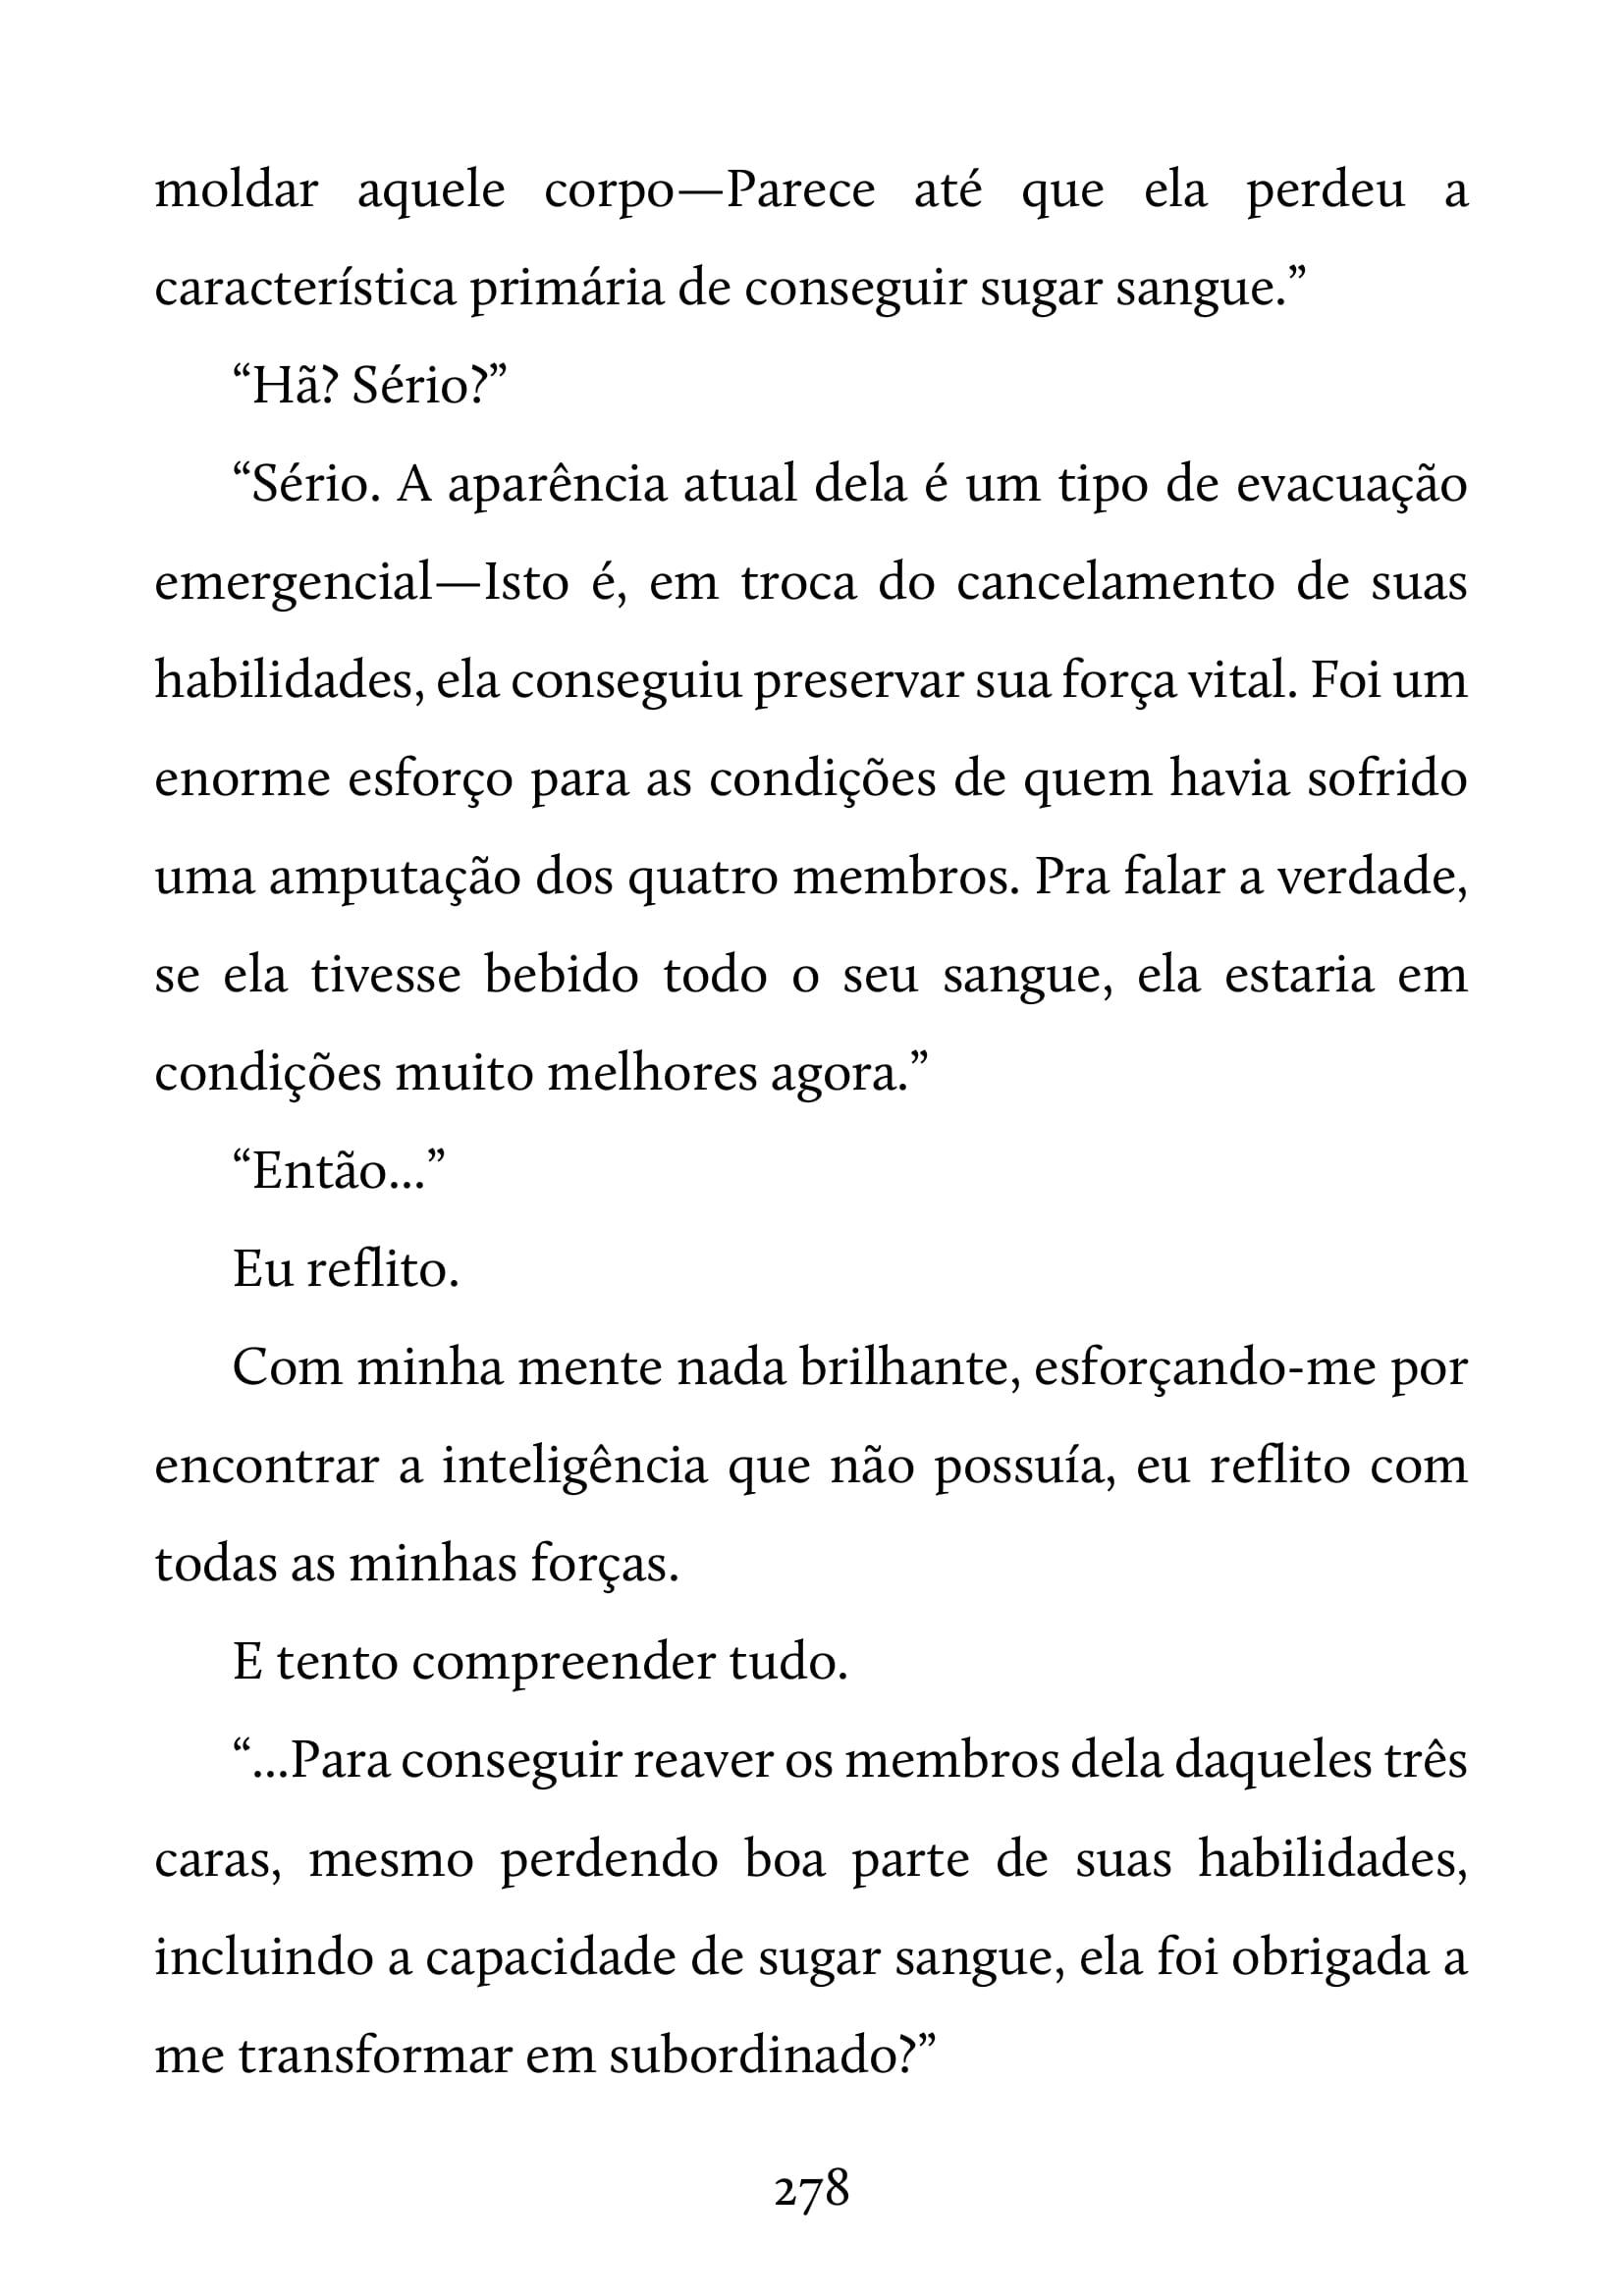 moldar aquele corpo—Parece até que ela perdeu a
característica primária de conseguir sugar sangue.”
“Hã? Sério?”
“Sério. A aparência atual dela é um tipo de evacuação
emergencial—Isto é, em troca do cancelamento de suas
habilidades, ela conseguiu preservar sua força vital. Foi um
enorme esforço para as condições de quem havia sofrido
uma amputação dos quatro membros. Pra falar a verdade,
se ela tivesse bebido todo o seu sangue, ela estaria em
condições muito melhores agora.”
“Então...”
Eu reflito.
Com minha mente nada brilhante, esforçando-me por
encontrar a inteligência que não possuía, eu reflito com
todas as minhas forças.
E tento compreender tudo.
“...Para conseguir reaver os membros dela daqueles três
caras, mesmo perdendo boa parte de suas habilidades,
incluindo a capacidade de sugar sangue, ela foi obrigada a
me transformar em subordinado?”
278